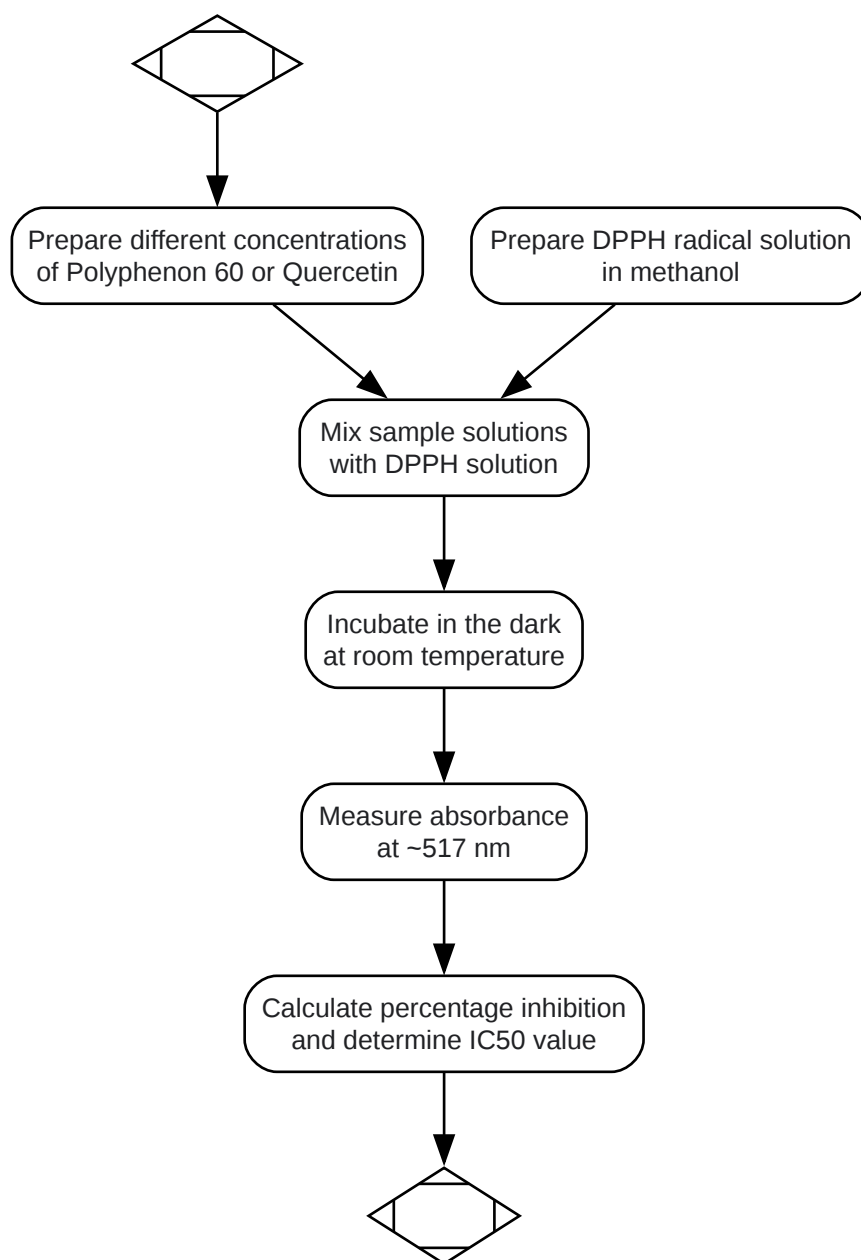 Prepare different concentrations
of Polyphenon 60 or Quercetin
Prepare DPPH radical solution
in methanol
Mix sample solutions
with DPPH solution
Incubate in the dark
at room temperature
Measure absorbance
at ~517 nm
Calculate percentage inhibition
and determine IC50 value